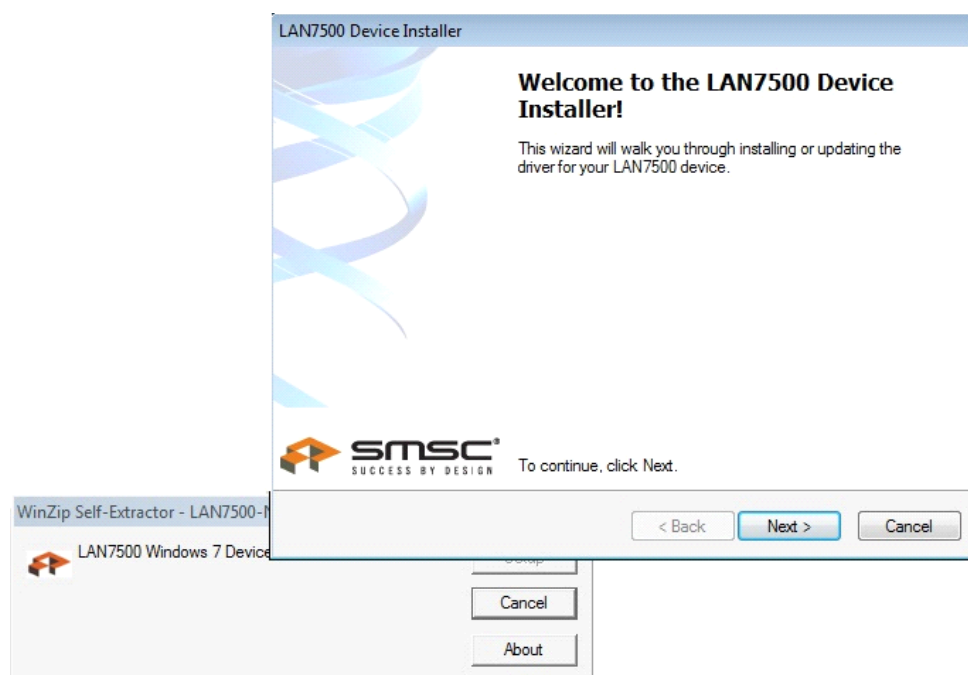 LAN7500 Device Installer
Welcome to the LAN7500 Device
Installer!
This wizard will walk you through installing or updating the
driver for your LAN7500 device.
smsc®
SUCCESS BY DESIGN
To continue, click Next.
< Back
Next >
Cancel
WinZip Self-Extractor - LAN7500-
LAN7500 Windows 7 Device
Cancel
About